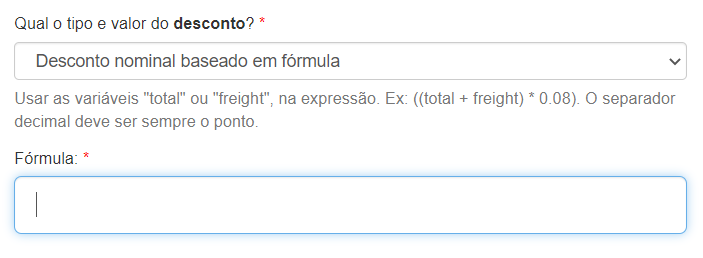 Qual o tipo e valor do desconto? *
Desconto nominal baseado em fórmula
Usar as variáveis "total" ou "freight", na expressão. Ex: ((total + freight) * 0.08). O separador
decimal deve ser sempre o ponto.
Fórmula: *